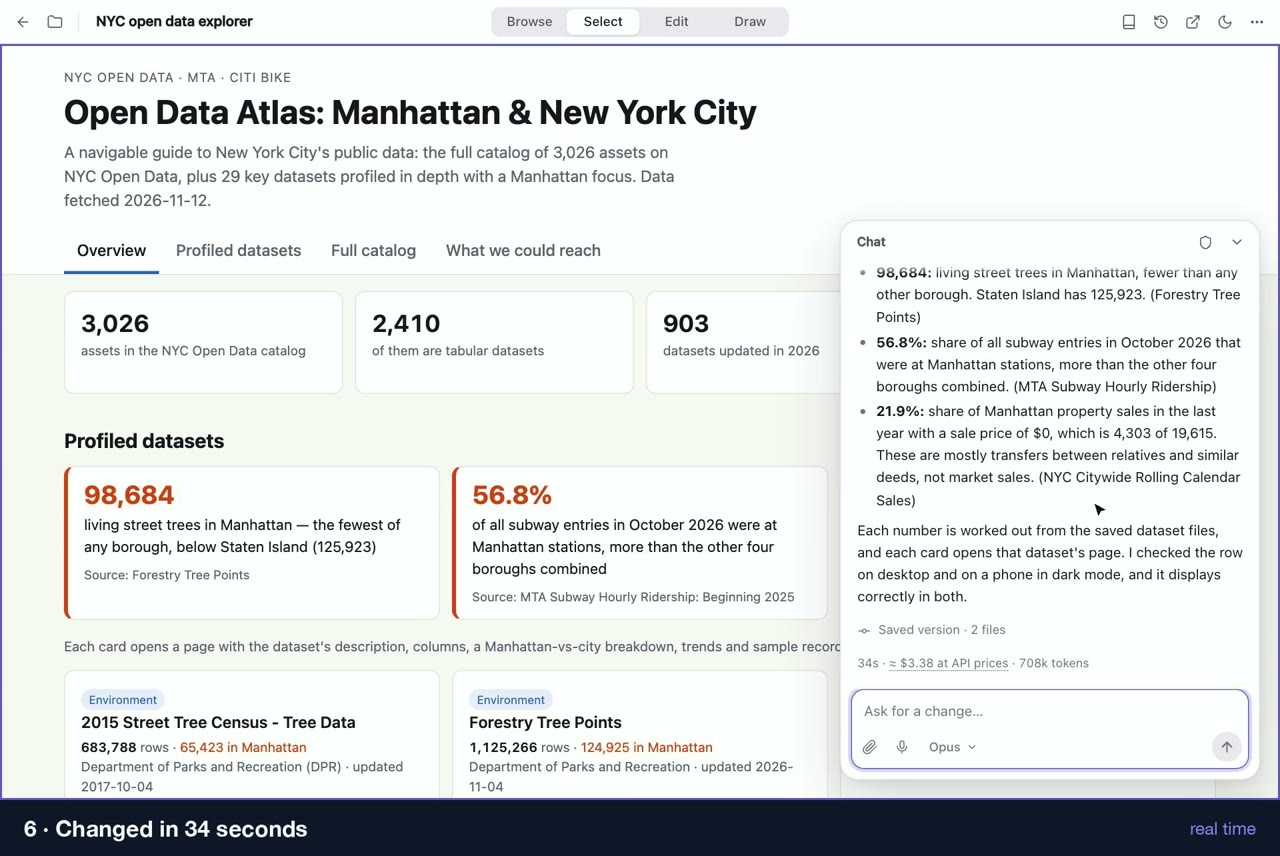 NYC open data explorer
Browse Select Edit Draw
NYC OPEN DATA · MTA · CITI BIKE
Open Data Atlas: Manhattan & New York City
A navigable guide to New York City's public data: the full catalog of 3,026 assets on
NYC Open Data, plus 29 key datasets profiled in depth with a Manhattan focus. Data
fetched 2026-11-12.
Overview Profiled datasets Full catalog What we could reach
3,026
assets in the NYC Open Data catalog
2,410
of them are tabular datasets
903
datasets updated in 2026
Profiled datasets
98,684
living street trees in Manhattan — the fewest of
any borough, below Staten Island (125,923)
Source: Forestry Tree Points
56.8%
of all subway entries in October 2026 were at
Manhattan stations, more than the other four
boroughs combined
Source: MTA Subway Hourly Ridership: Beginning 2025
Each card opens a page with the dataset's description, columns, a Manhattan-vs-city breakdown, trends and sample record
Environment
2015 Street Tree Census - Tree Data
683,788 rows · 65,423 in Manhattan
Department of Parks and Recreation (DPR) · updated
2017-10-04
Environment
Forestry Tree Points
1,125,266 rows · 124,925 in Manhattan
Department of Parks and Recreation · updated 2026-
11-04
Chat
98,684: living street trees in Manhattan, fewer than any
other borough. Staten Island has 125,923. (Forestry Tree
Points)
56.8%: share of all subway entries in October 2026 that
were at Manhattan stations, more than the other four
boroughs combined. (MTA Subway Hourly Ridership)
21.9%: share of Manhattan property sales in the last
year with a sale price of $0, which is 4,303 of 19,615.
These are mostly transfers between relatives and similar
deeds, not market sales. (NYC Citywide Rolling Calendar
Sales)
Each number is worked out from the saved dataset files,
and each card opens that dataset's page. I checked the row
on desktop and on a phone in dark mode, and it displays
correctly in both.
Saved version · 2 files
34s · ≈ $3.38 at API prices · 708k tokens
Ask for a change...
Opus
6 · Changed in 34 seconds
real time